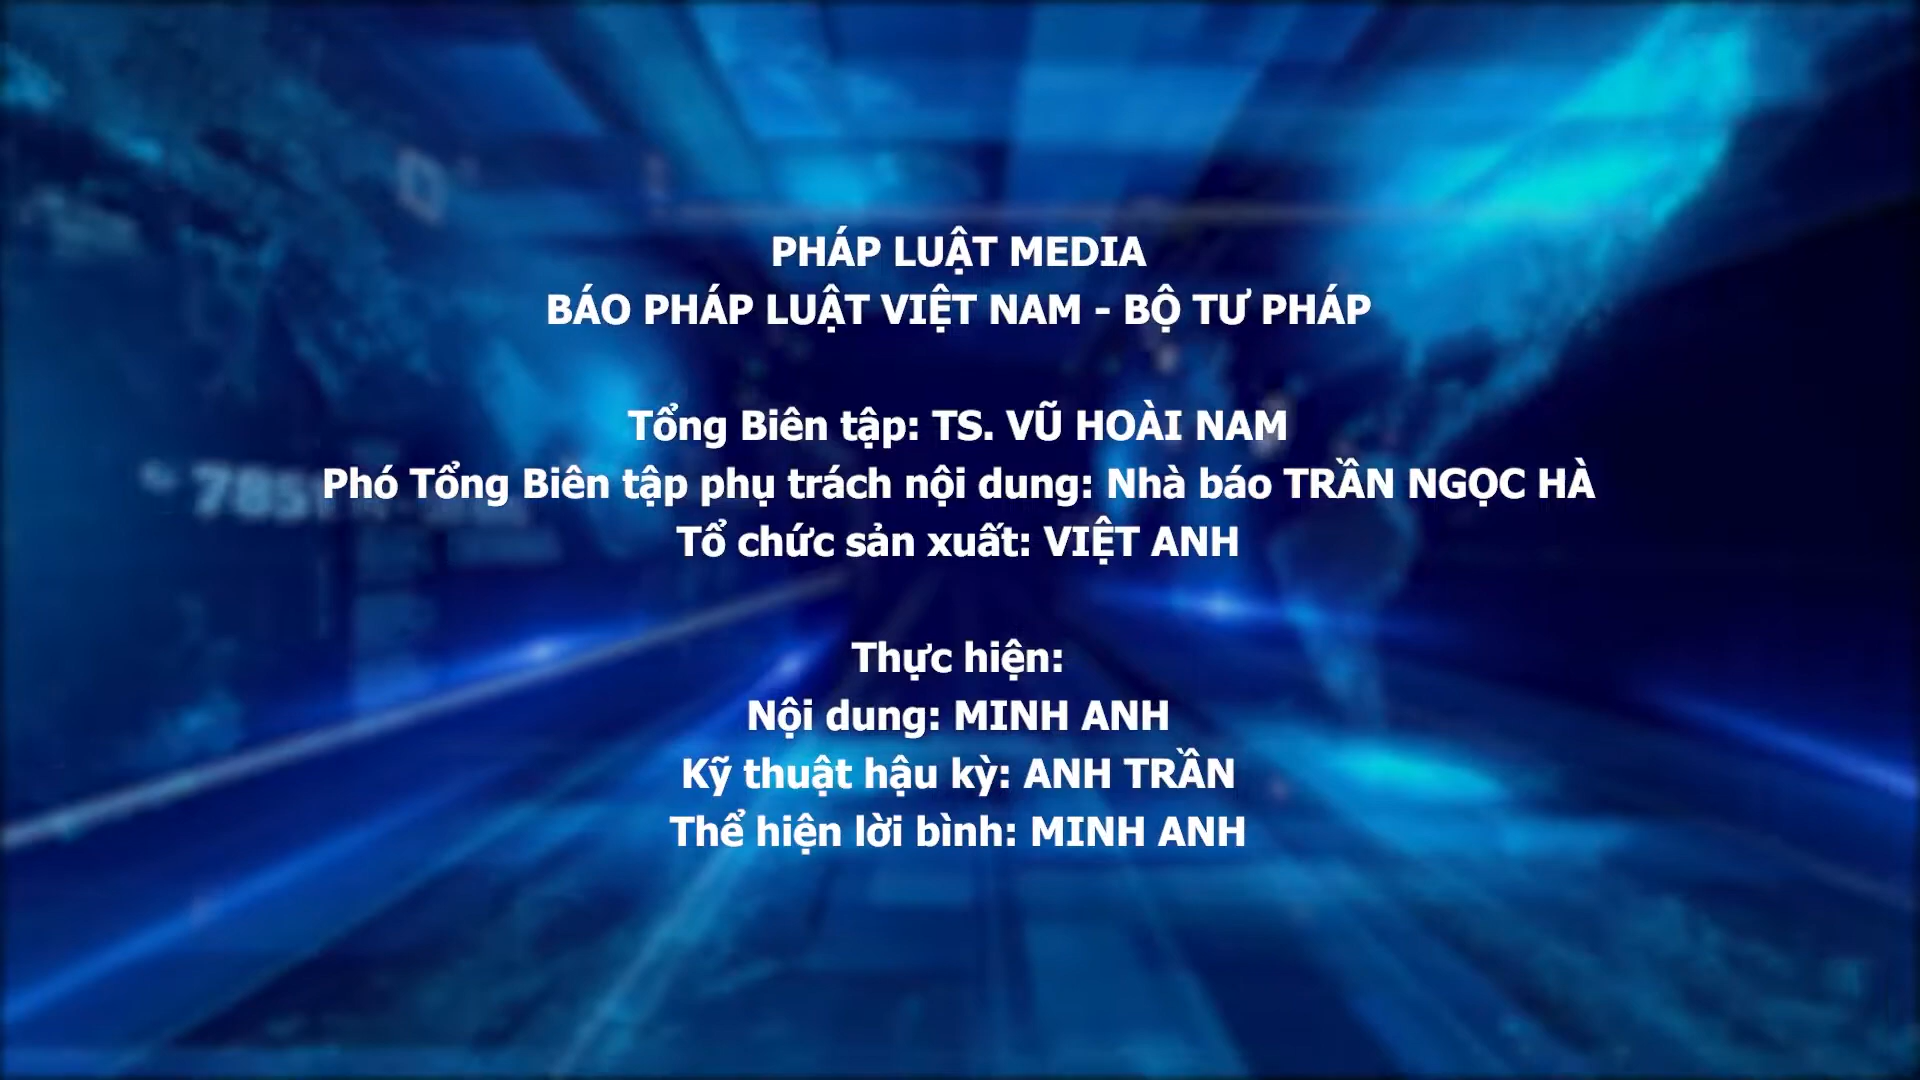 PHÁP LUẬT MEDIA
BÁO PHÁP LUẬT VIỆT NAM - BỘ TƯ PHÁP
Tổng Biên tập: TS. VŨ HOÀI NAM
Phó Tổng Biên tập phụ trách nội dung: Nhà báo TRẦN NGỌC HÀ
Tổ chức sản xuất: VIỆT ANH
Thực hiện:
Nội dung: MINH ANH
Kỹ thuật hậu kỳ: ANH TRẦN
Thể hiện lời bình: MINH ANH